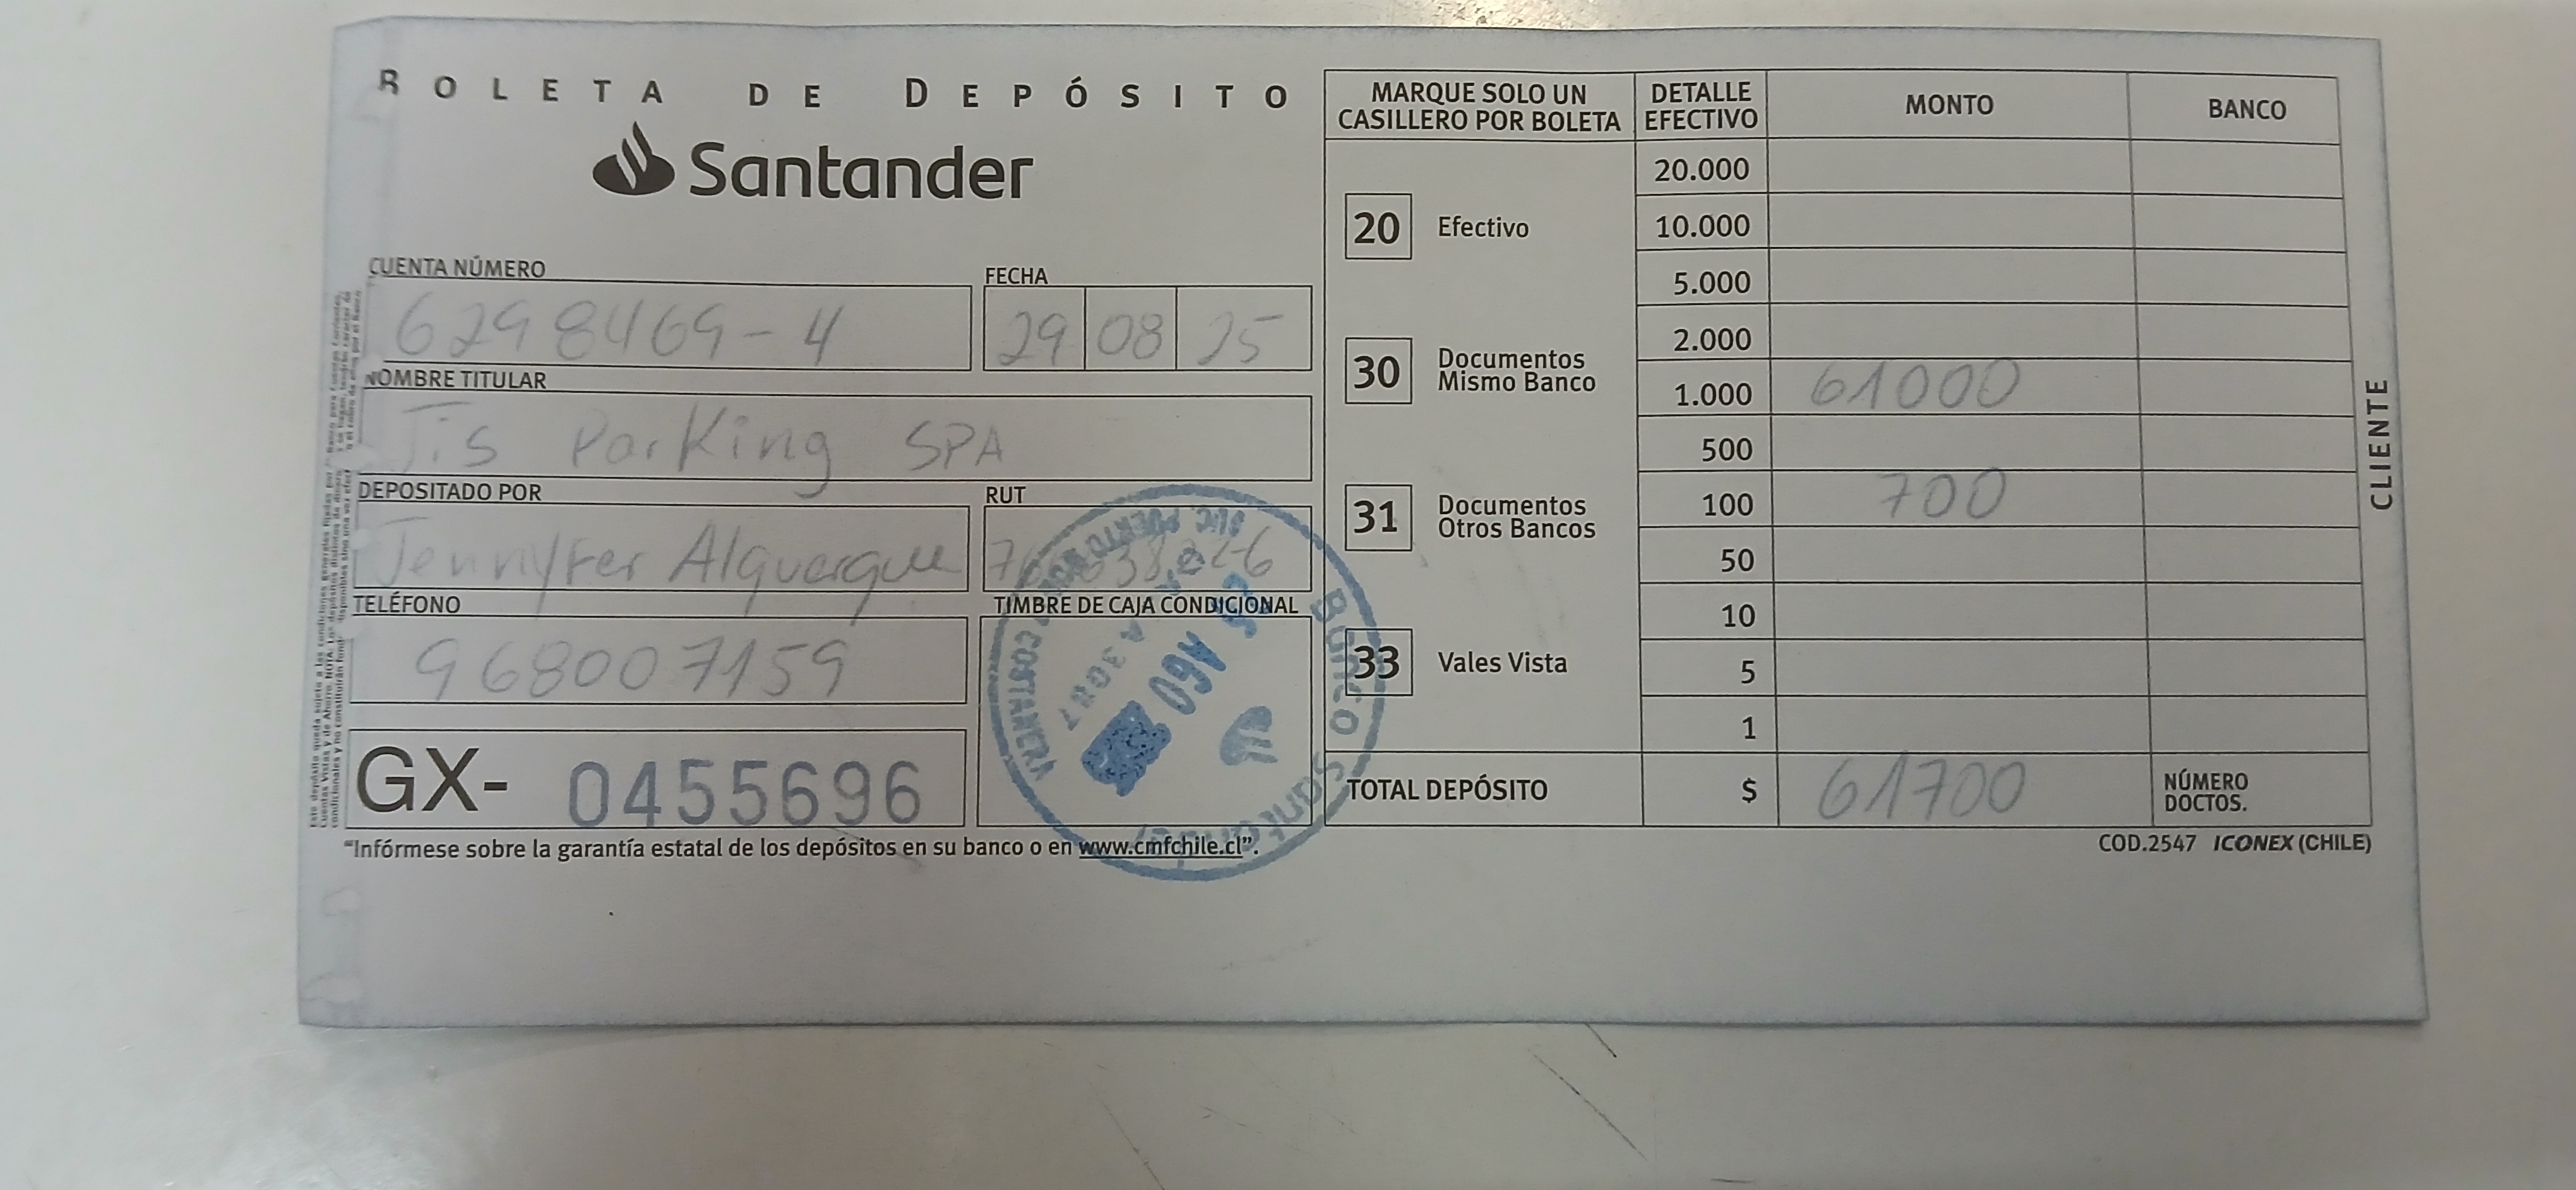 BOLETA DE DEPÓSITO
Santander
CUENTA NÚMERO
6298469-4
FECHA
29 08 25
NOMBRE TITULAR
Jis Parking SPA
DEPOSITADO POR
Jennyfer Alquerque
RUT
TELÉFONO
968007159
TIMBRE DE CAJA CONDICIONAL
GX- 0455696
"Infórmese sobre la garantía estatal de los depósitos en su banco o en www.cmfchile.cl".
MARQUE SOLO UN CASILLERO POR BOLETA
20 Efectivo
30 Documentos Mismo Banco
31 Documentos Otros Bancos
33 Vales Vista
DETALLE EFECTIVO MONTO BANCO
20.000
10.000
5.000
2.000
1.000 61000
500
100 700
50
10
5
1
TOTAL DEPÓSITO $ 61700 NÚMERO DOCTOS.
COD.2547 ICONEX (CHILE)
CLIENTE
Banco Santander
AGO
COSTANERA